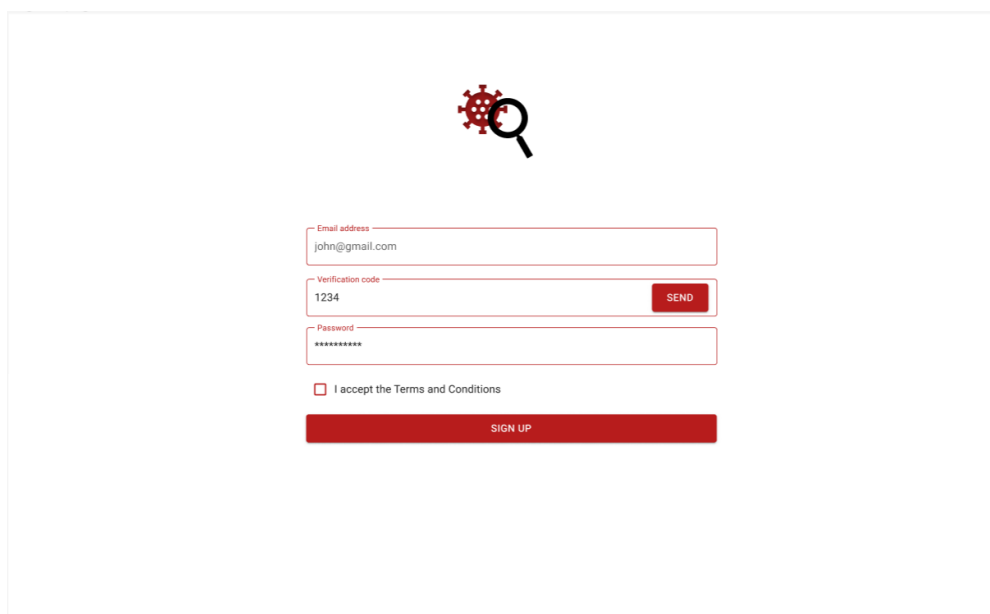 Email address
john@gmail.com
Verification code
1234
SEND
Password
**********
I accept the Terms and Conditions
SIGN UP